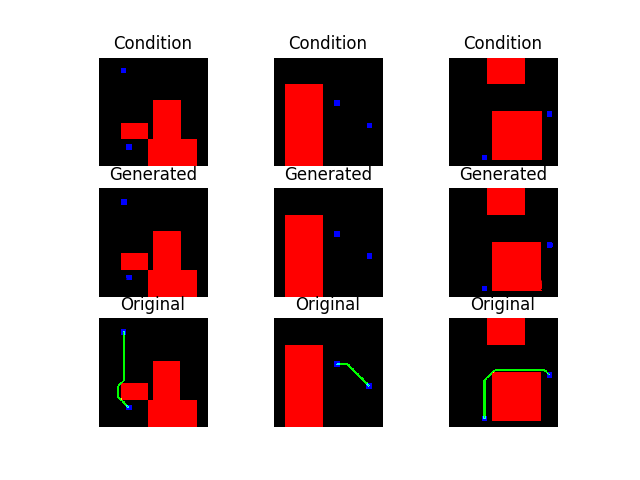 Condition Condition Condition
Generated Generated Generated
Original Original Original